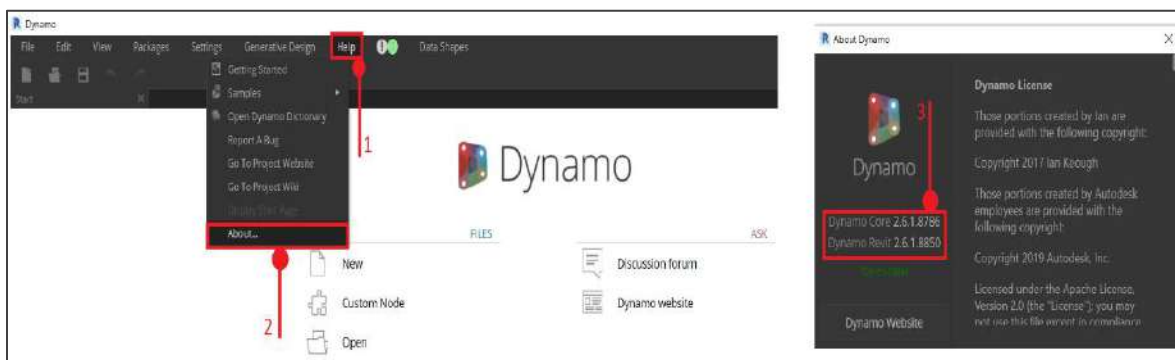 Dynamo
File Edit View Packages Settings Generative Design Help Data Shapes
Getting Started
Start
Samples
Open Dynamo Dictionary
Report A Bug
Go To Project Website
Go To Project Wiki
Display Start Page
About...
1
2
Dynamo
FILES
New
Custom Node
Open
ASK
Discussion forum
Dynamo website
About Dynamo
Dynamo
3
Dynamo Core 2.6.1.8786
Dynamo Revit 2.6.1.8850
Dynamo Website
Dynamo License
Those portions created by Ian are
provided with the following copyright:
Copyright 2017 Ian Keough
Those portions created by Autodesk
employees are provided with the
following copyright:
Copyright 2019 Autodesk, Inc.
Licensed under the Apache License,
Version 2.0 (the "License"); you may
not use this file except in compliance